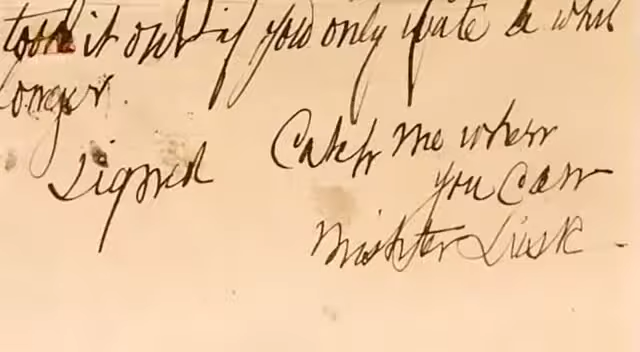 took it out if you only wate a whil
longer.
signed Catch me when
you Can
Mishter Lusk -